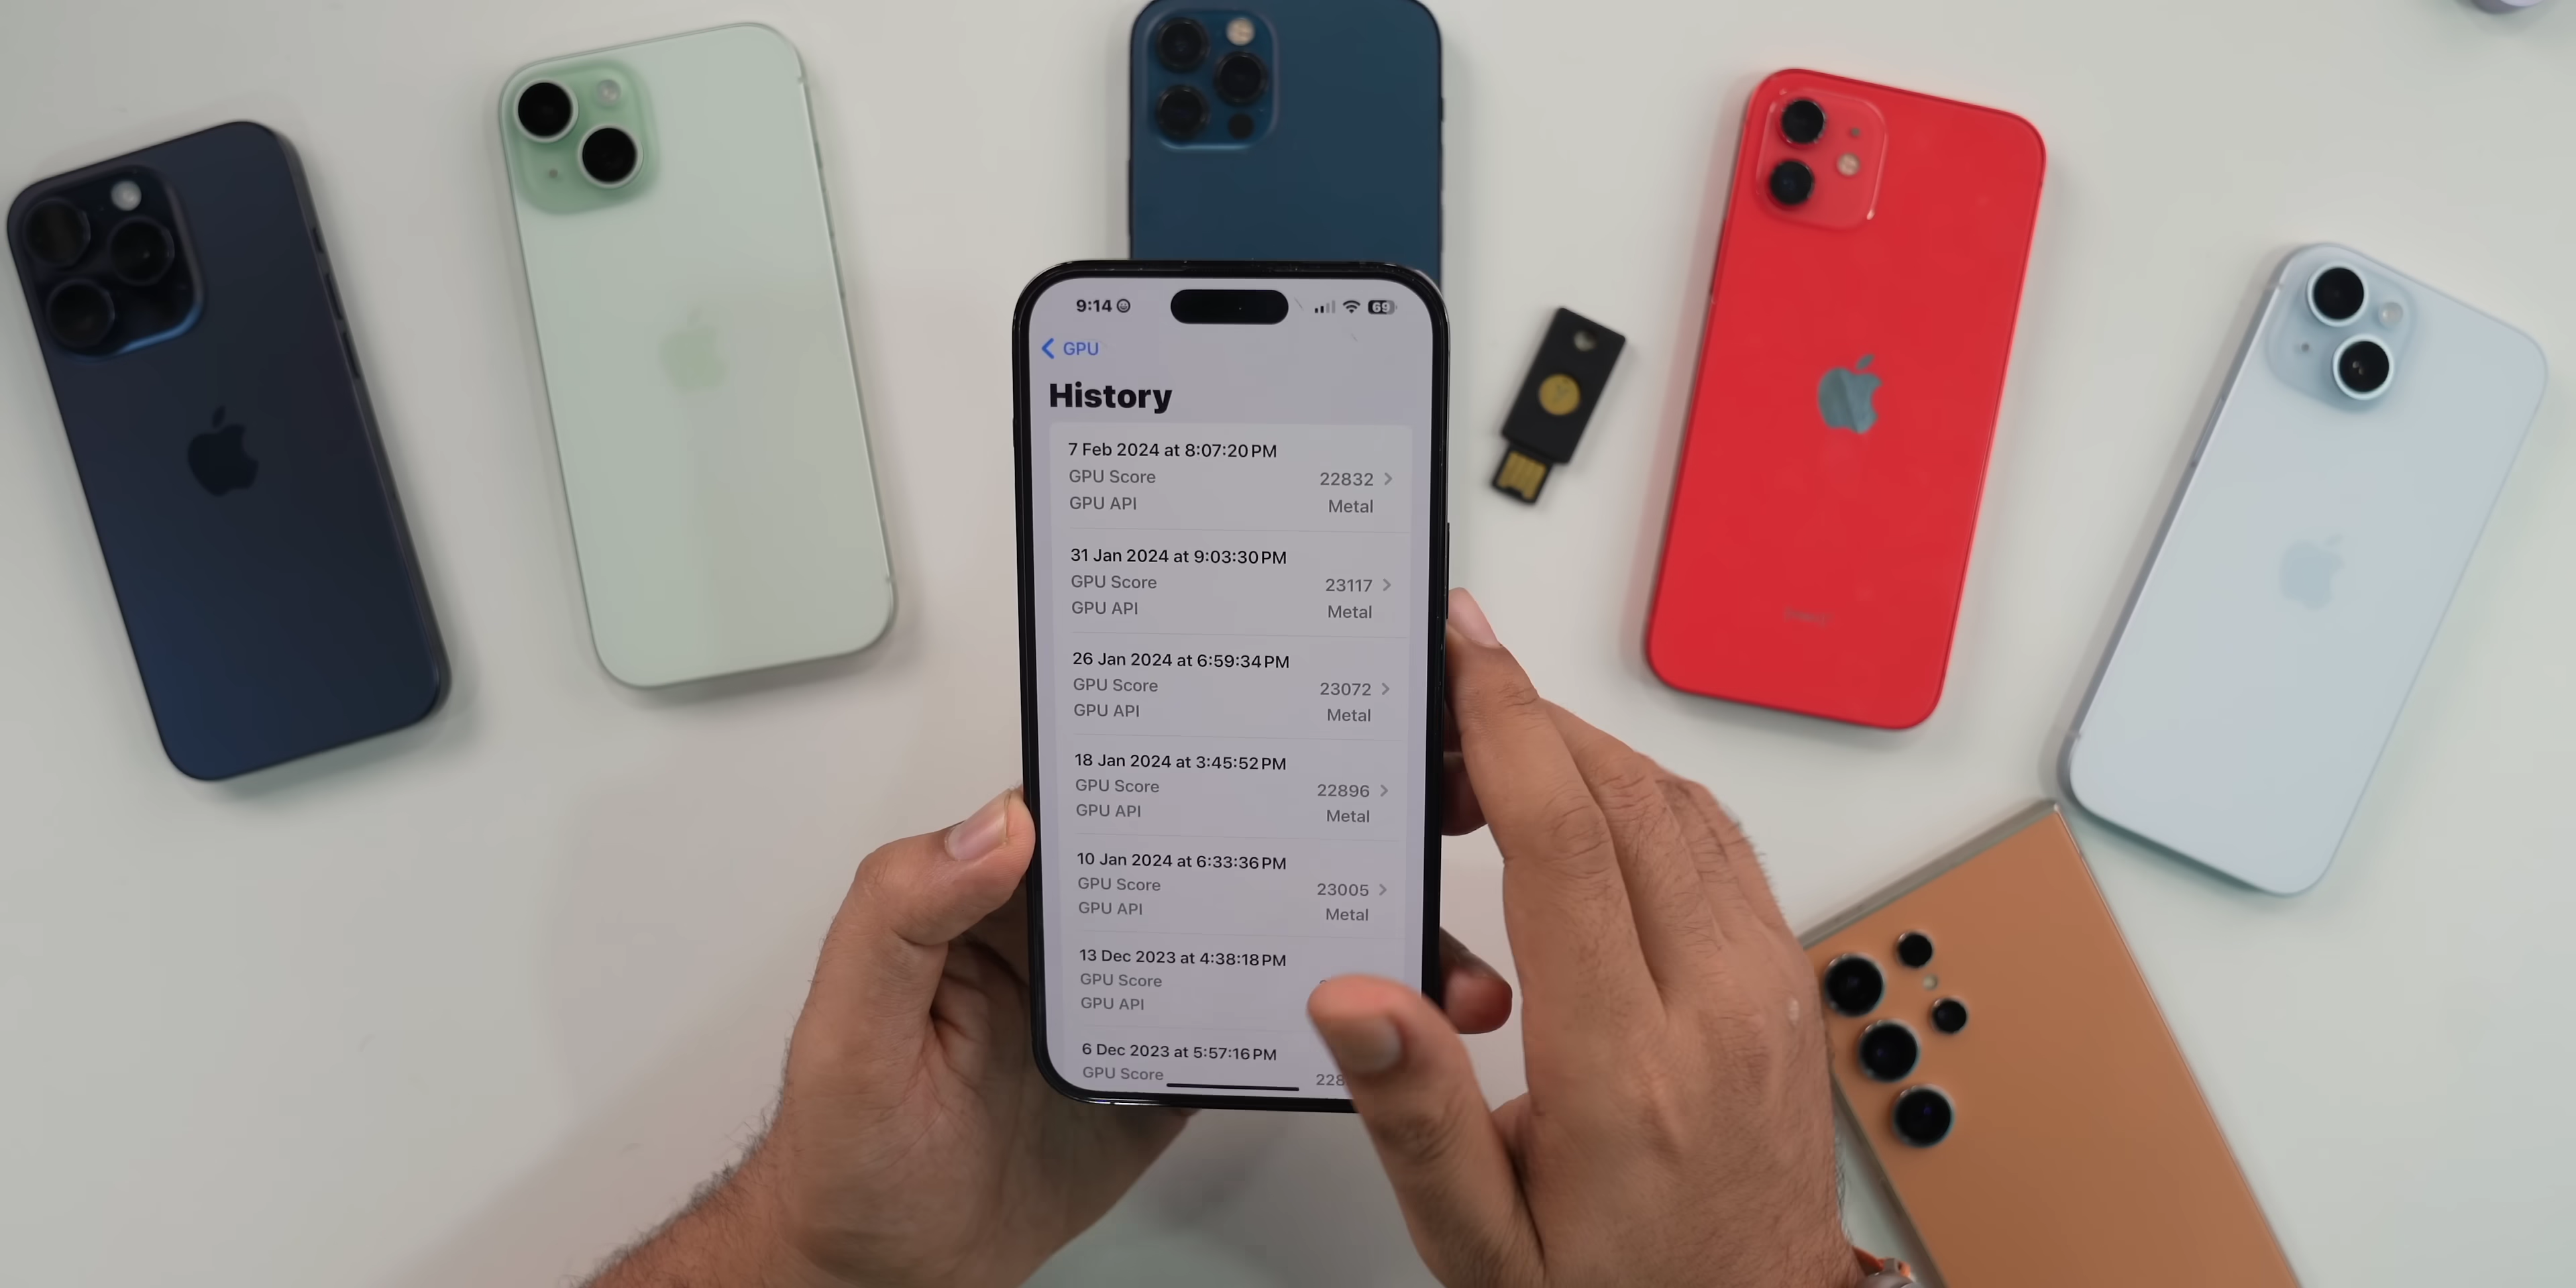 9:14
69
GPU
History
7 Feb 2024 at 8:07:20 PM
GPU Score 22832
GPU API Metal
31 Jan 2024 at 9:03:30 PM
GPU Score 23117
GPU API Metal
26 Jan 2024 at 6:59:34 PM
GPU Score 23072
GPU API Metal
18 Jan 2024 at 3:45:52 PM
GPU Score 22896
GPU API Metal
10 Jan 2024 at 6:33:36 PM
GPU Score 23005
GPU API Metal
13 Dec 2023 at 4:38:18 PM
GPU Score
GPU API
6 Dec 2023 at 5:57:16 PM
GPU Score